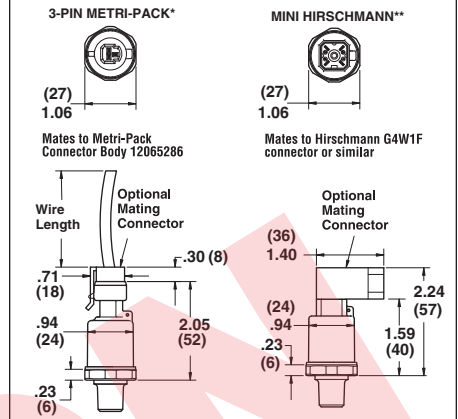 3-PIN METRI-PACK*
(27)
1.06
Mates to Metri-Pack
Connector Body 12065286
Wire
Length
Optional
Mating
Connector
.30 (8)
.71
(18)
.94
(24)
2.05
(52)
.23
(6)
MINI HIRSCHMANN**
(27)
1.06
Mates to Hirschmann G4W1F
connector or similar
Optional
Mating
Connector
(36)
1.40
(24)
.94
2.24
(57)
1.59
(40)
.23
(6)